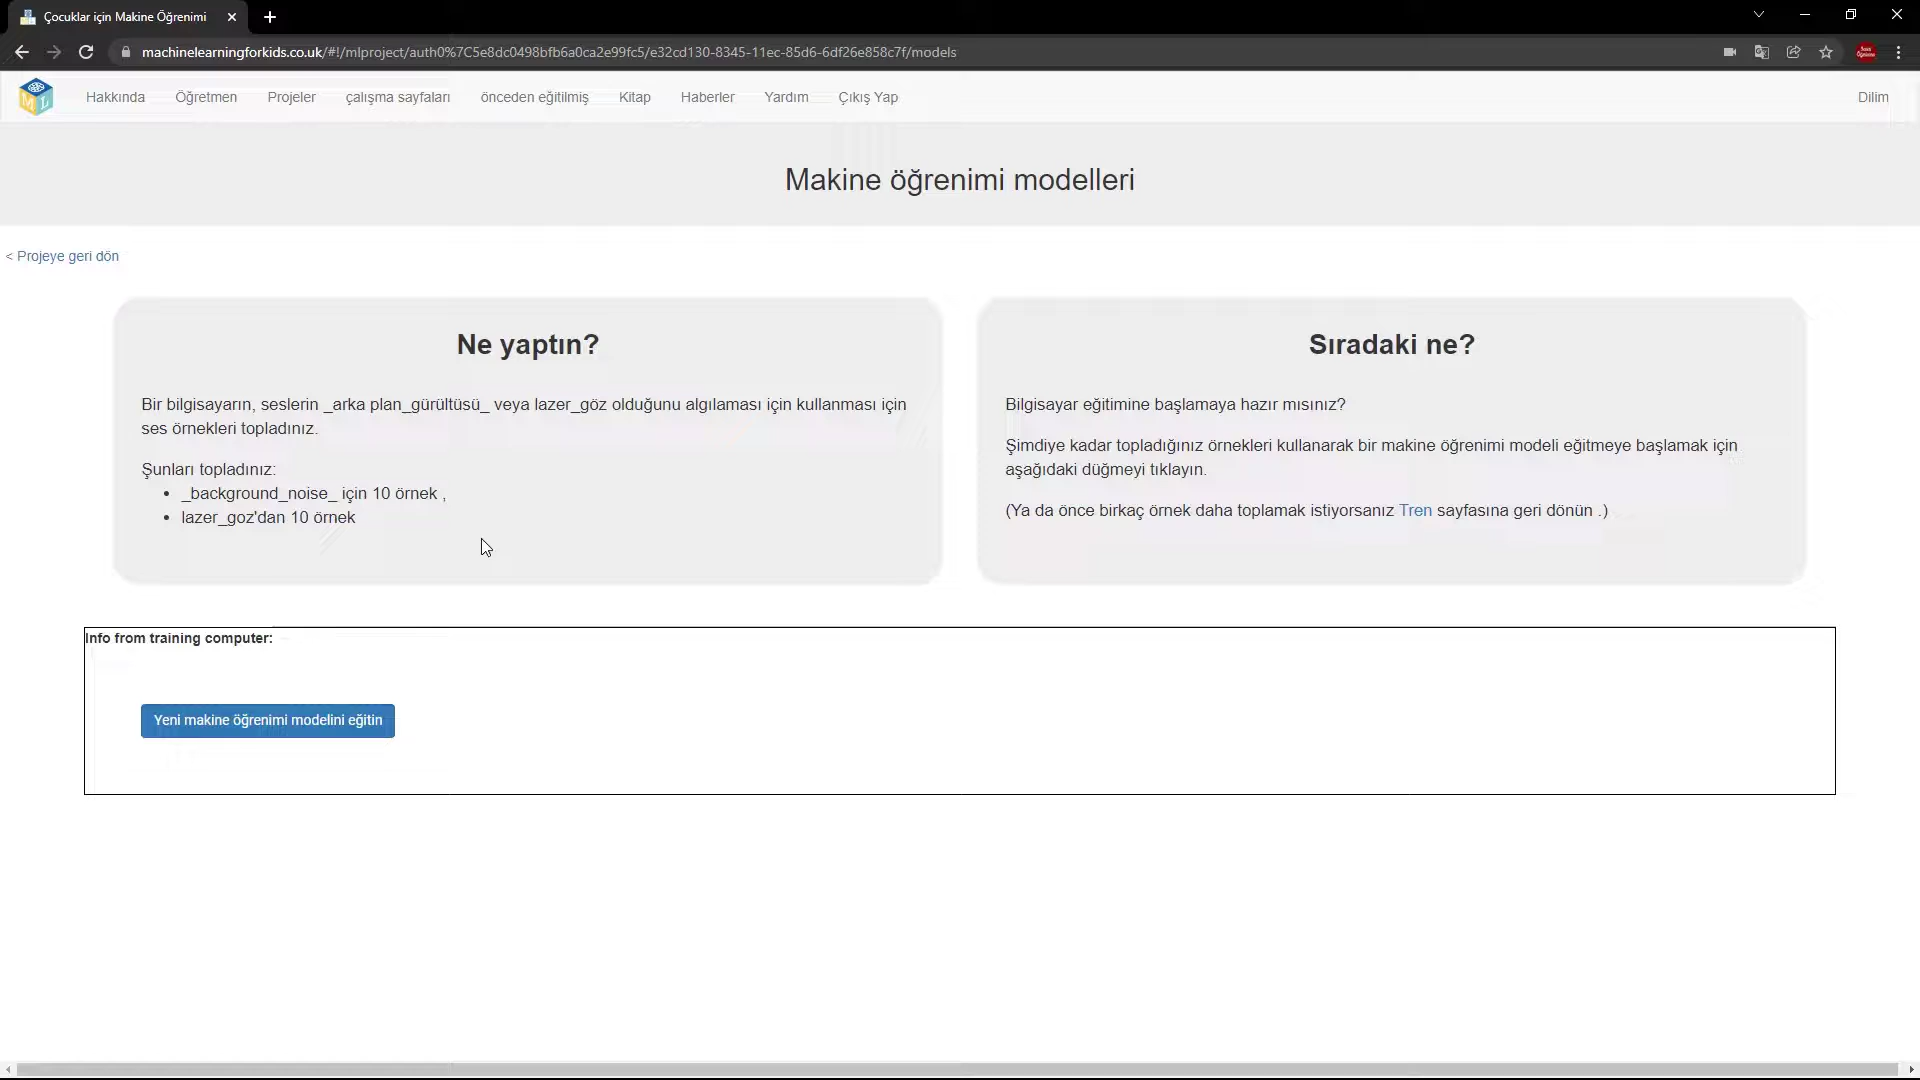 Çocuklar için Makine Öğrenimi
machinelearningforkids.co.uk/#!/mlproject/auth0%7C5e8dc0498bfb6a0ca2e99fc5/e32cd130-8345-11ec-85d6-6df26e858c7f/models
Hakkında Öğretmen Projeler çalışma sayfaları önceden eğitilmiş Kitap Haberler Yardım Çıkış Yap Dilim
Makine öğrenimi modelleri
< Projeye geri dön
Ne yaptın?
Bir bilgisayarın, seslerin _arka plan_gürültüsü_ veya lazer_göz olduğunu algılaması için kullanması için
ses örnekleri topladınız.
Şunları topladınız:
• _background_noise_ için 10 örnek ,
• lazer_goz'dan 10 örnek
Sıradaki ne?
Bilgisayar eğitimine başlamaya hazır mısınız?
Şimdiye kadar topladığınız örnekleri kullanarak bir makine öğrenimi modeli eğitmeye başlamak için
aşağıdaki düğmeyi tıklayın.
(Ya da önce birkaç örnek daha toplamak istiyorsanız Tren sayfasına geri dönün .)
Info from training computer:
Yeni makine öğrenimi modelini eğitin